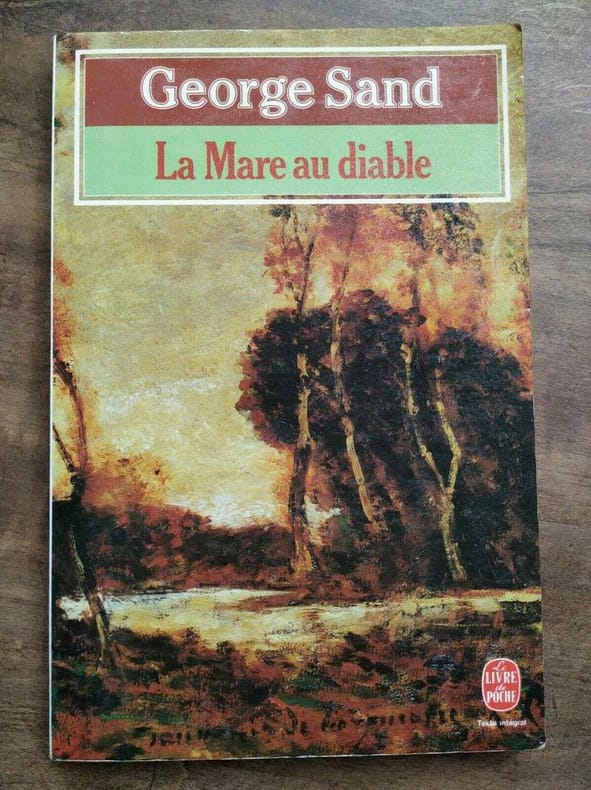 George Sand
La Mare au diable
Le
LIVRE
de
POCHE
Texte intégral